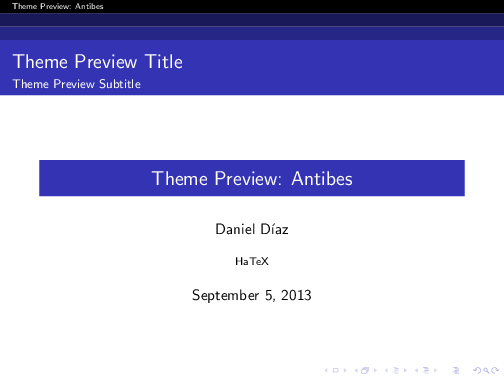 Theme Preview: Antibes
Theme Preview Title
Theme Preview Subtitle
Theme Preview: Antibes
Daniel Díaz
HaTeX
September 5, 2013